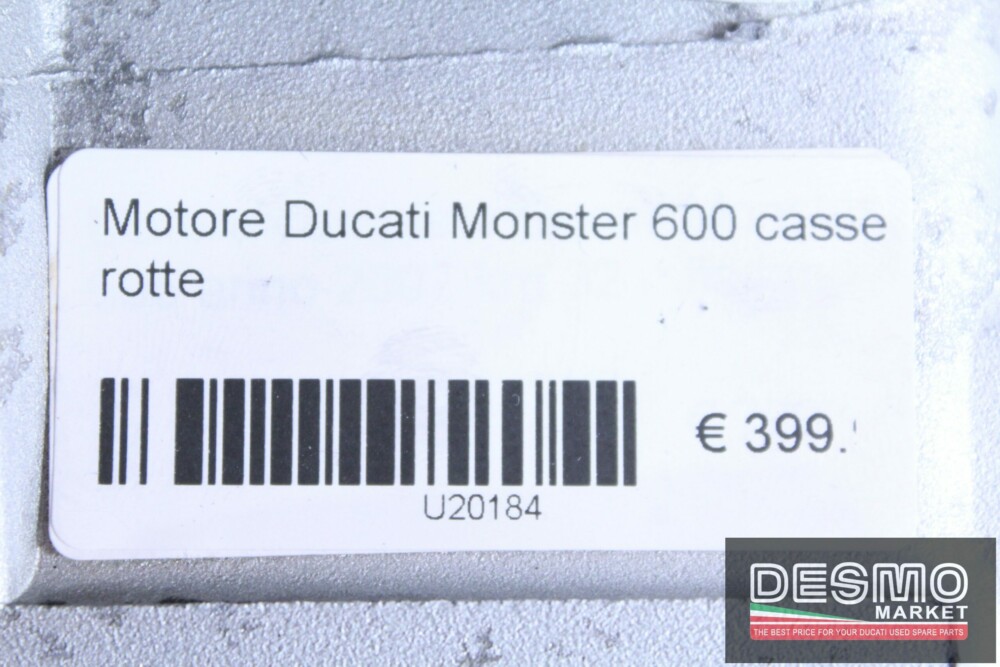 Motore Ducati Monster 600 casse
rotte
€ 399.
U20184
DESMO
MARKET
THE BEST PRICE FOR YOUR DUCATI USED SPARE PARTS